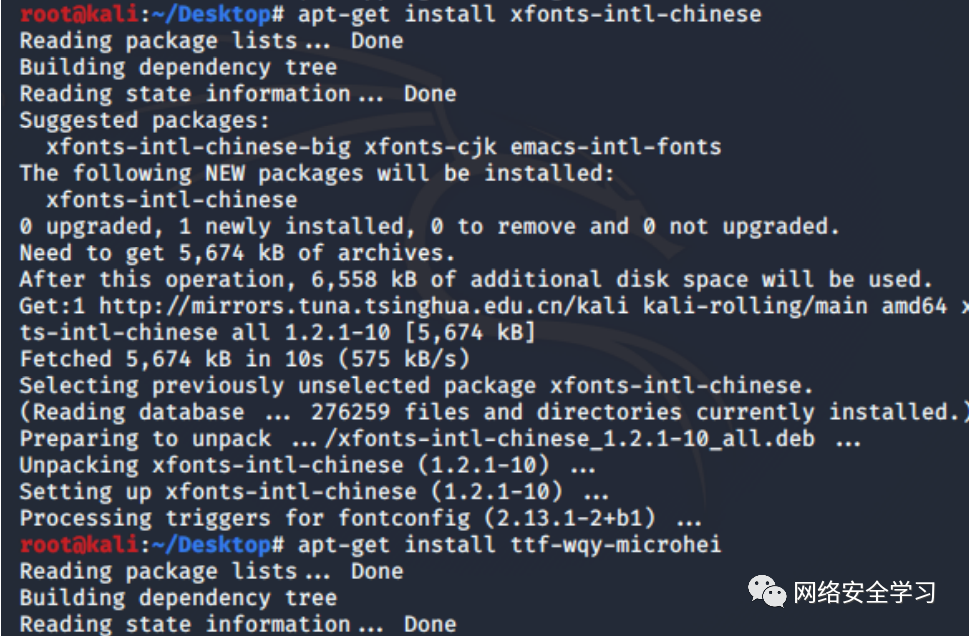 root@kali:~/Desktop# apt-get install xfonts-intl-chinese
Reading package lists... Done
Building dependency tree
Reading state information... Done
Suggested packages:
  xfonts-intl-chinese-big xfonts-cjk emacs-intl-fonts
The following NEW packages will be installed:
  xfonts-intl-chinese
0 upgraded, 1 newly installed, 0 to remove and 0 not upgraded.
Need to get 5,674 kB of archives.
After this operation, 6,558 kB of additional disk space will be used.
Get:1 http://mirrors.tuna.tsinghua.edu.cn/kali kali-rolling/main amd64 x
ts-intl-chinese all 1.2.1-10 [5,674 kB]
Fetched 5,674 kB in 10s (575 kB/s)
Selecting previously unselected package xfonts-intl-chinese.
(Reading database ... 276259 files and directories currently installed.)
Preparing to unpack .../xfonts-intl-chinese_1.2.1-10_all.deb ...
Unpacking xfonts-intl-chinese (1.2.1-10) ...
Setting up xfonts-intl-chinese (1.2.1-10) ...
Processing triggers for fontconfig (2.13.1-2+b1) ...
root@kali:~/Desktop# apt-get install ttf-wqy-microhei
Reading package lists... Done
Building dependency tree
Reading state information... Done
网络安全学习